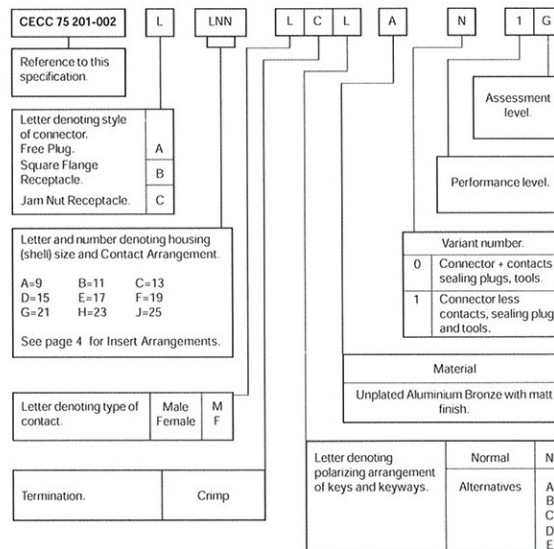 CECC 75 201-002 L LNN L C L A N 1 G
Reference to this
specification.
Assessment
level.
Letter denoting style
of connector.
Free Plug. A
Square Flange
Receptacle. B
Jam Nut Receptacle. C
Performance level.
Letter and number denoting housing
(shell) size and Contact Arrangement.
A=9 B=11 C=13
D=15 E=17 F=19
G=21 H=23 J=25
See page 4 for Insert Arrangements.
Variant number.
0 Connector + contacts
sealing plugs, tools.
1 Connector less
contacts, sealing plug
and tools.
Material
Unplated Aluminium Bronze with matt
finish.
Letter denoting type of
contact.
Male M
Female F
Termination. Crimp
Letter denoting
polarizing arrangement
of keys and keyways.
Normal N
Alternatives A
B
C
D
E